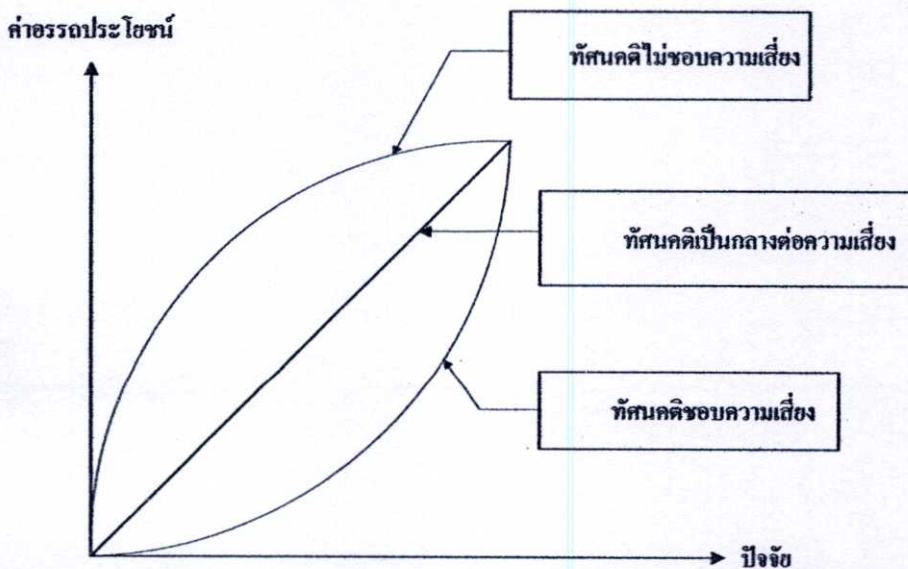 ค่าอรรถประโยชน์
ทัศนคติไม่ชอบความเสี่ยง
ทัศนคติเป็นกลางต่อความเสี่ยง
ทัศนคติชอบความเสี่ยง
ปัจจัย